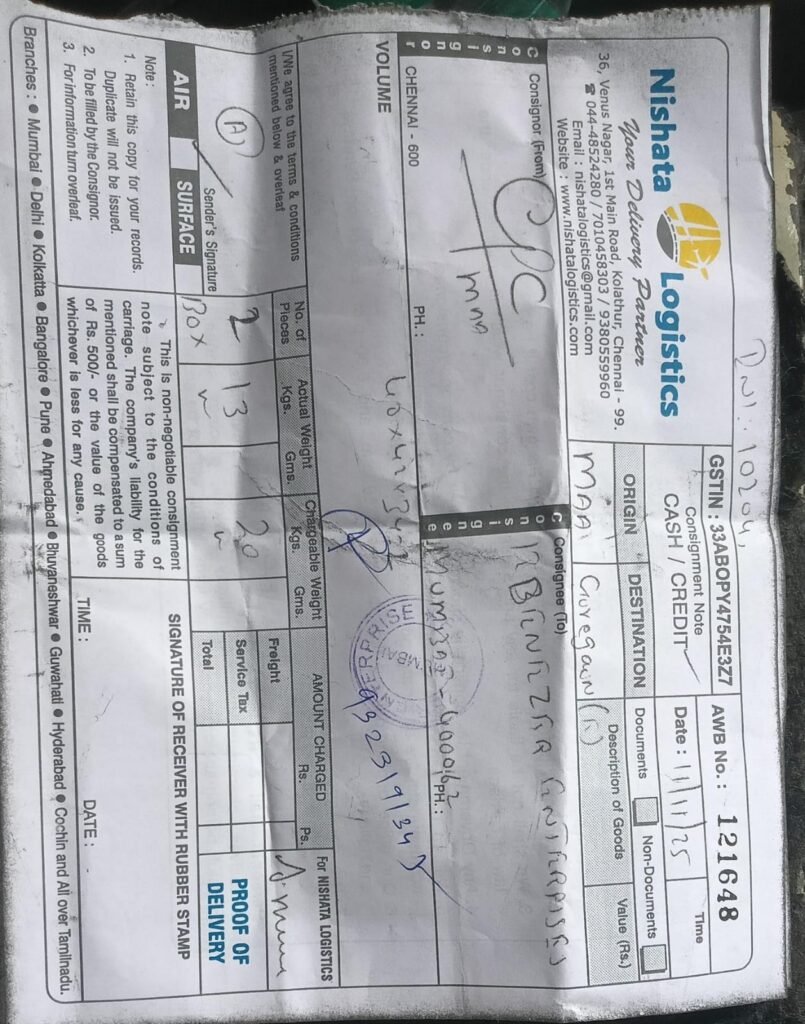 Nishata Logistics
Your Delivery Partner
36, Venus Nagar, 1st Main Road, Kolathur, Chennai - 99.
☎ 044-48524280 / 7010458303 / 9380559960
Email : nishatalogistics@gmail.com
Website : www.nishatalogistics.com
GSTIN : 33ABOPY4754E3Z7
Consignment Note
CASH / CREDIT
AWB No. : 121648
Date : 11/11/25
Time
ORIGIN
DESTINATION
Documents
Non-Documents
Description of Goods
Value (Rs.)
MAA
Goregaon (E)
Consignor
Consignor (From)
CPC
MAA
CHENNAI - 600
PH. :
Consignee
Consignee (To)
ENTERPRISES
Mumbai - 400062
PH. :
VOLUME
ENTERPRISE
I/We agree to the terms & conditions
mentioned below & overleaf
Sender's Signature
AIR
SURFACE
No. of
Pieces
Actual Weight
Kgs. Gms.
Chargeable Weight
Kgs. Gms.
AMOUNT CHARGED
Rs. Ps.
2
Box
13
20
Freight
Service Tax
Total
For NISHATA LOGISTICS
PROOF OF
DELIVERY
Note :
1. Retain this copy for your records.
Duplicate will not be issued.
2. To be filled by the Consignor.
3. For information turn overleaf.
This is non-negotiable consignment
note subject to the conditions of
carriage. The company's liability for the
mentioned shall be compensated to a sum
of Rs. 500/- or the value of the goods
whichever is less for any cause.
SIGNATURE OF RECEIVER WITH RUBBER STAMP
TIME :
DATE :
Branches : ● Mumbai ● Delhi ● Kolkatta ● Bangalore ● Pune ● Ahmedabad ● Bhuvaneshwar ● Guwahati ● Hyderabad ● Cochin and All over Tamilnadu.